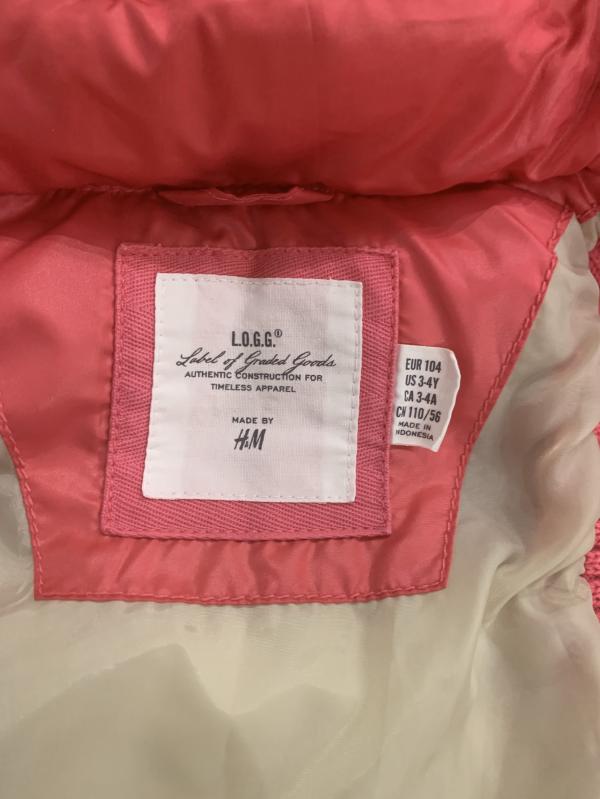 L.O.G.G.®
Label of Graded Goods
AUTHENTIC CONSTRUCTION FOR
TIMELESS APPAREL
MADE BY
H&M
EUR 104
US 3-4Y
CA 3-4A
CN 110/56
MADE IN
INDONESIA